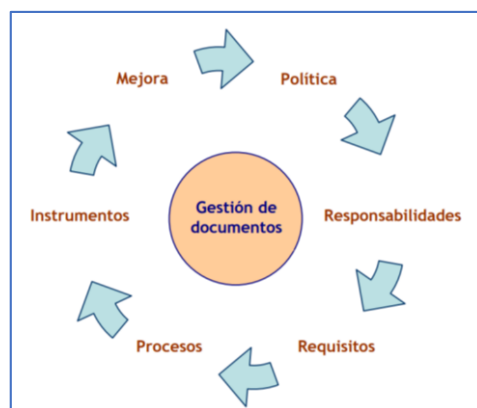 Mejora
Política
Gestión de
documentos
Instrumentos
Responsabilidades
Procesos
Requisitos